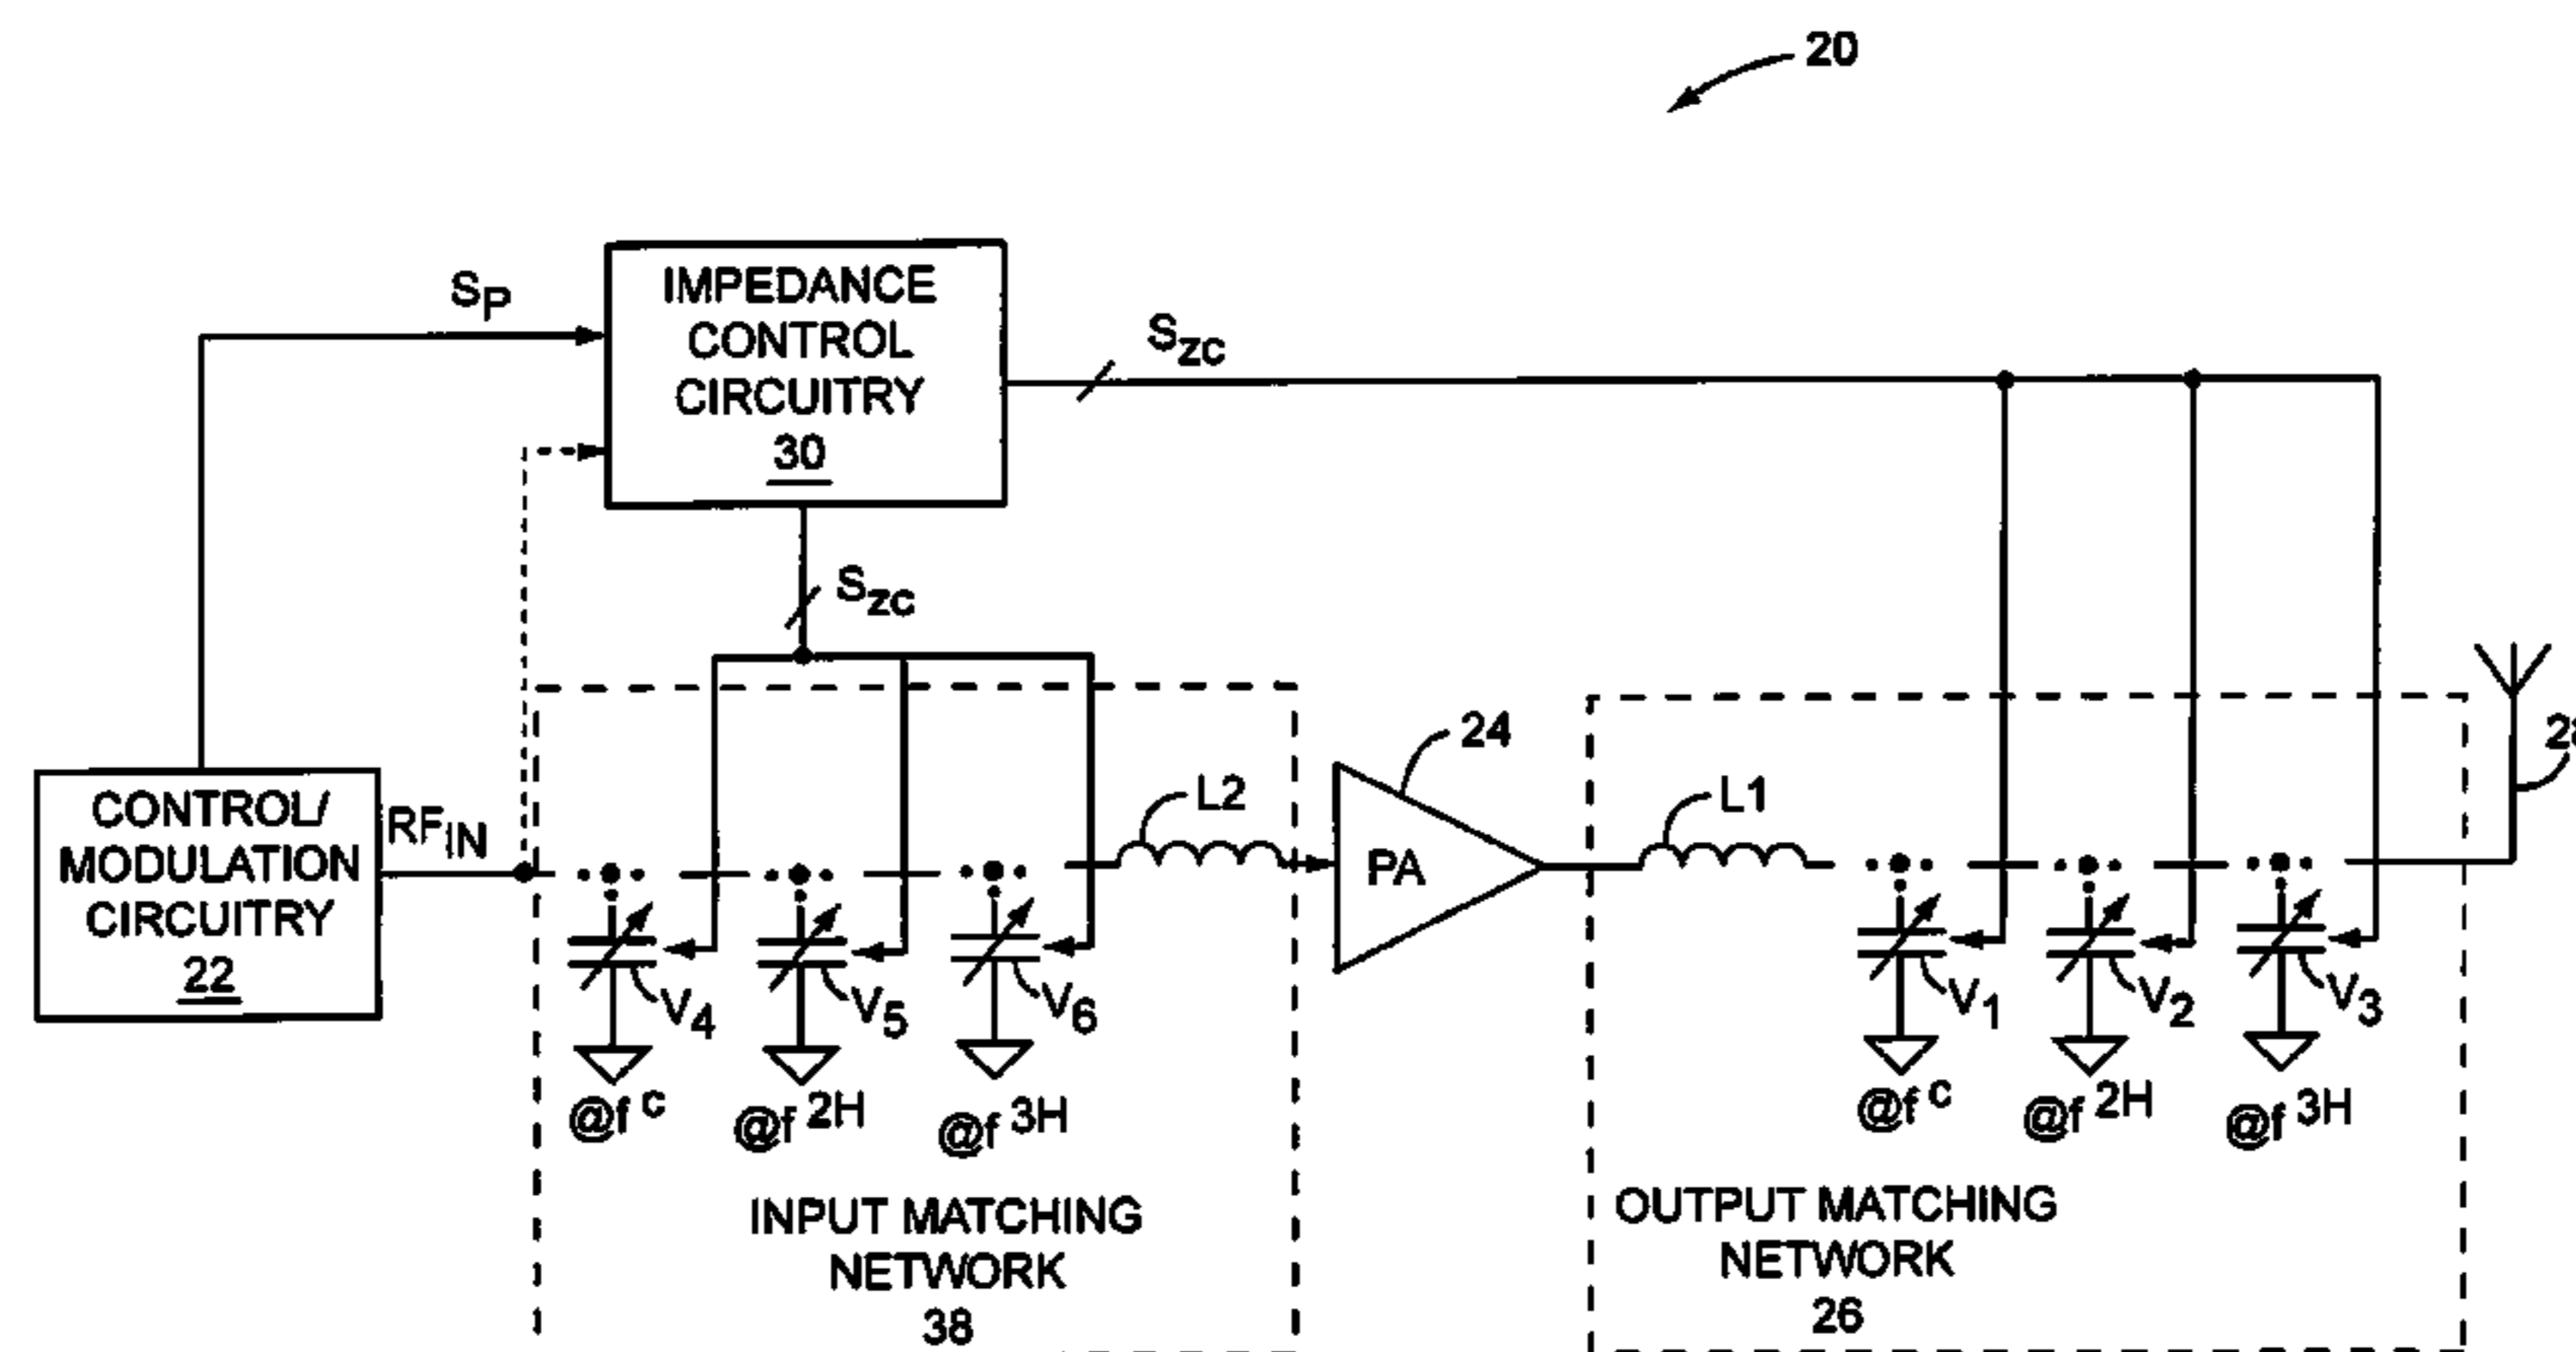 20
IMPEDANCE
CONTROL
CIRCUITRY
30
SP
Szc
Szc
CONTROL/
MODULATION
CIRCUITRY
22
RFIN
L2
24
PA
L1
V4
V5
V6
V1
V2
V3
@f c
@f 2H
@f 3H
@f c
@f 2H
@f 3H
INPUT MATCHING
NETWORK
38
OUTPUT MATCHING
NETWORK
26